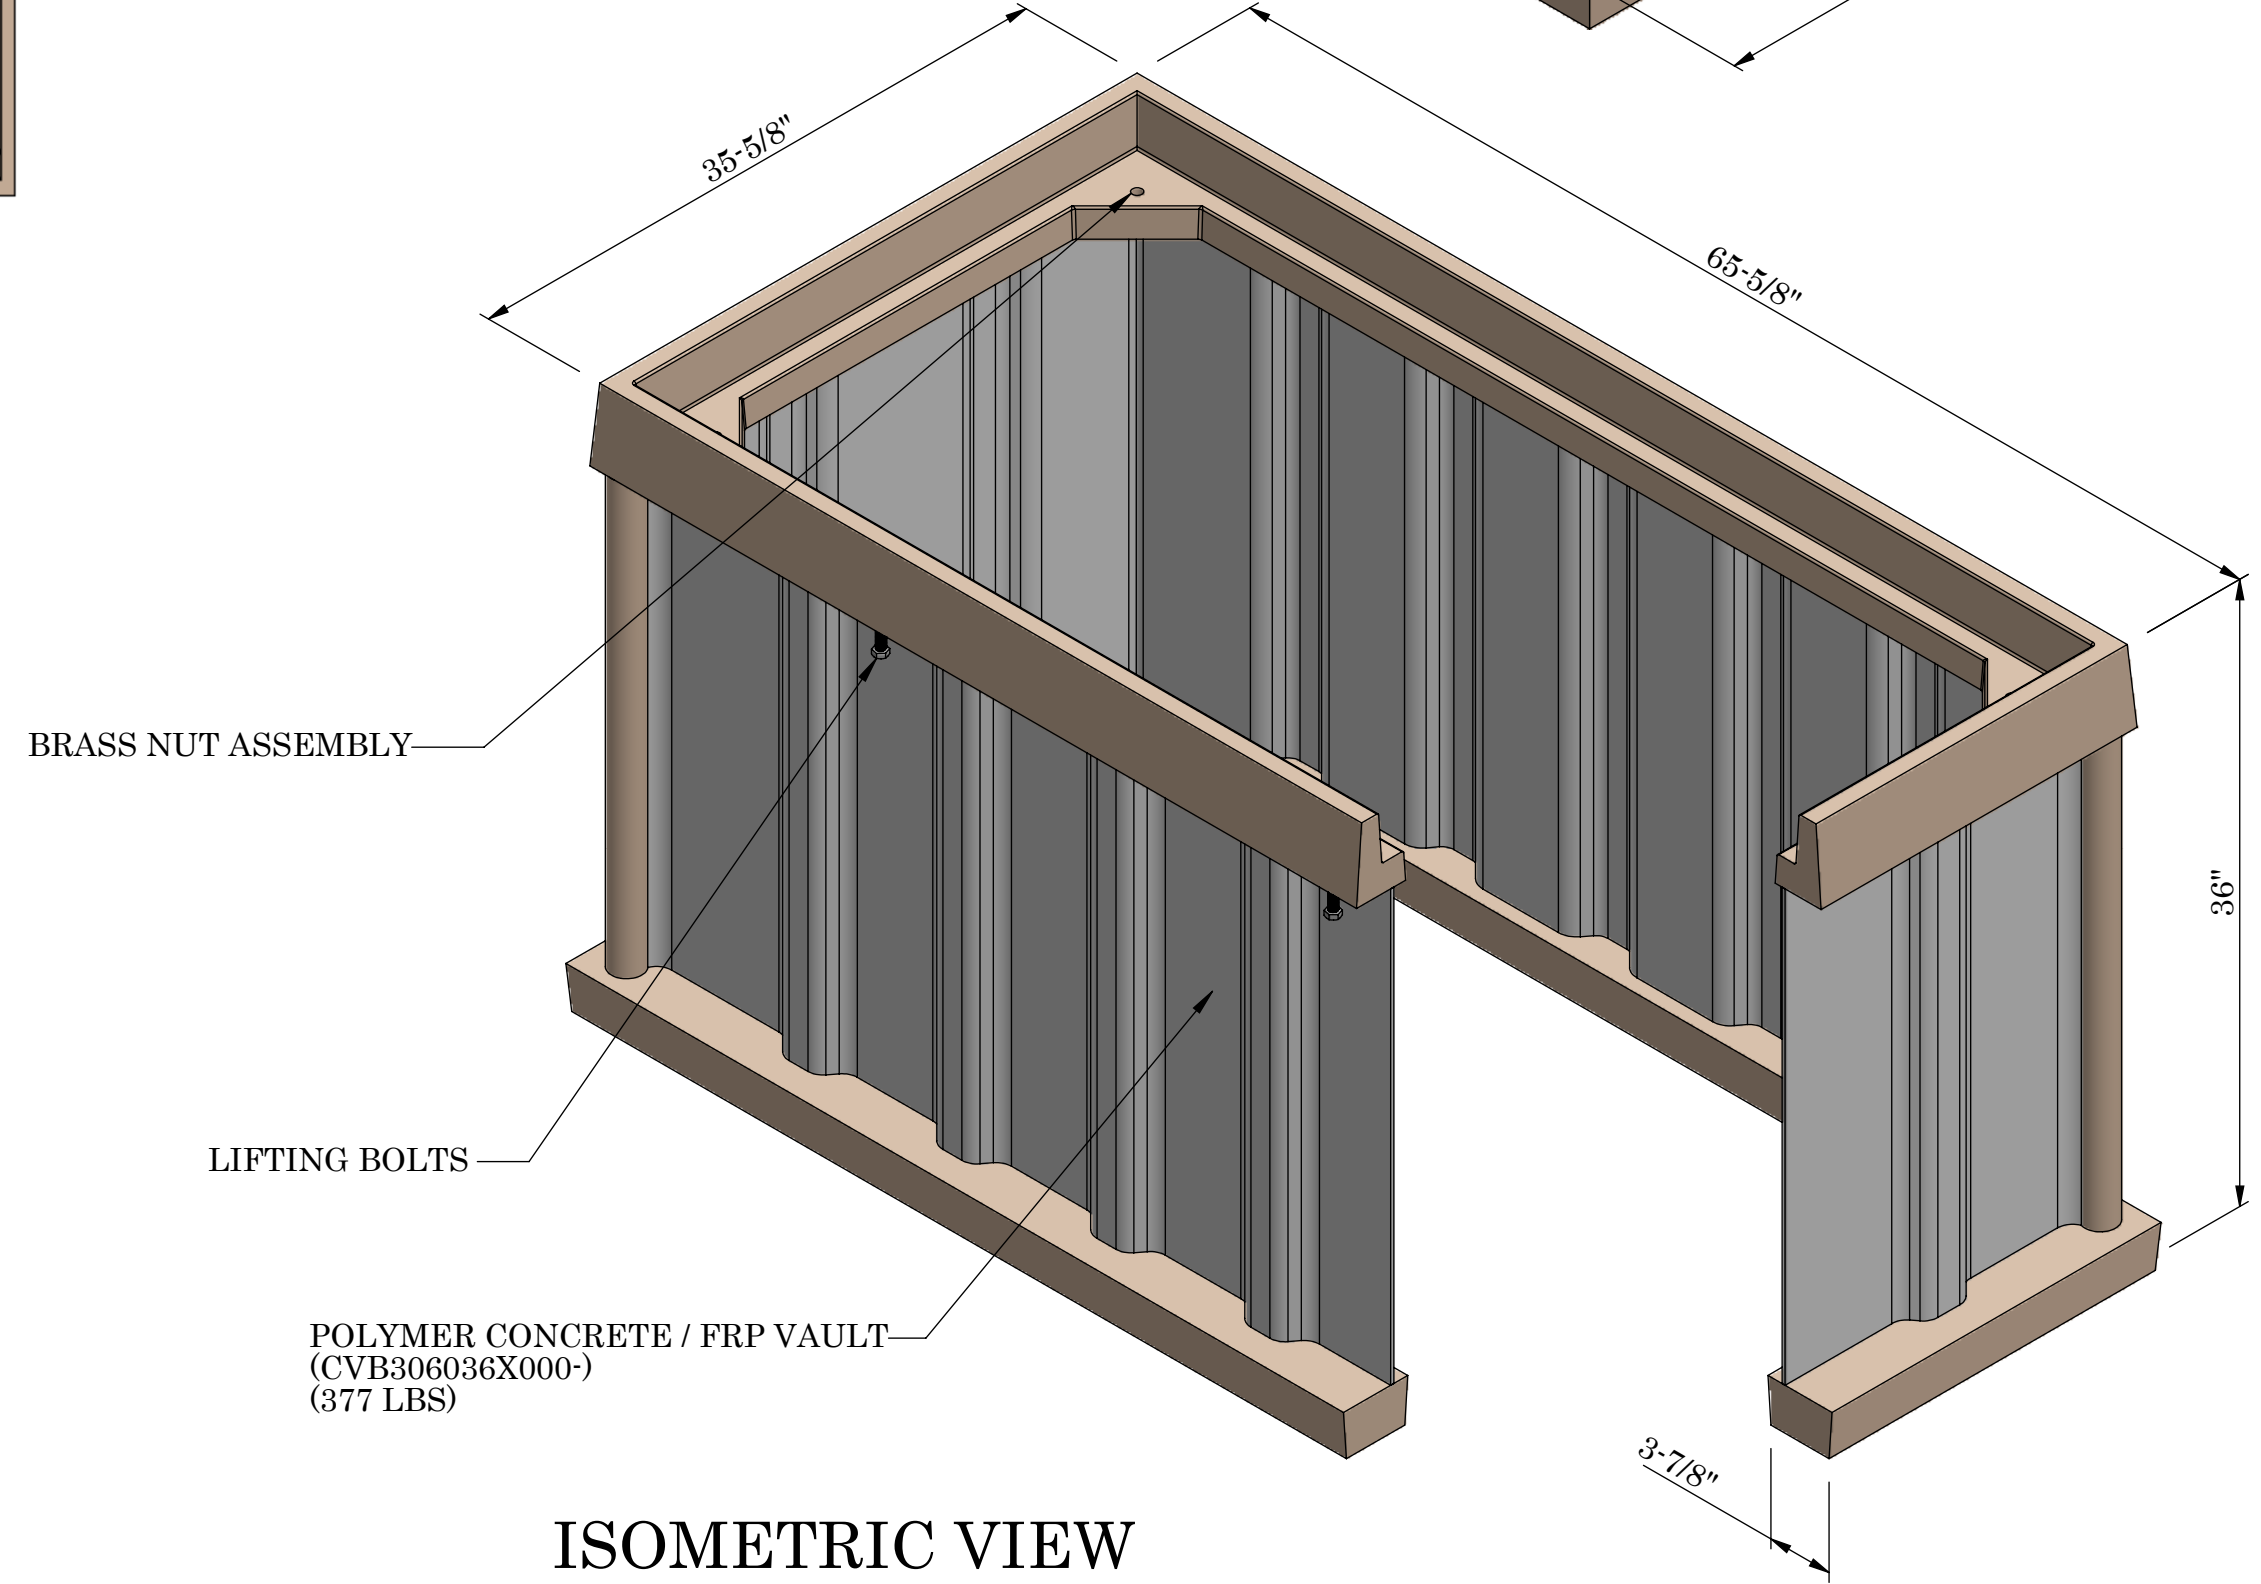 35-5/8"
65-5/8"
36"
BRASS NUT ASSEMBLY
LIFTING BOLTS
POLYMER CONCRETE / FRP VAULT
(CVB306036X000-)
(377 LBS)
3-7/8"
ISOMETRIC VIEW